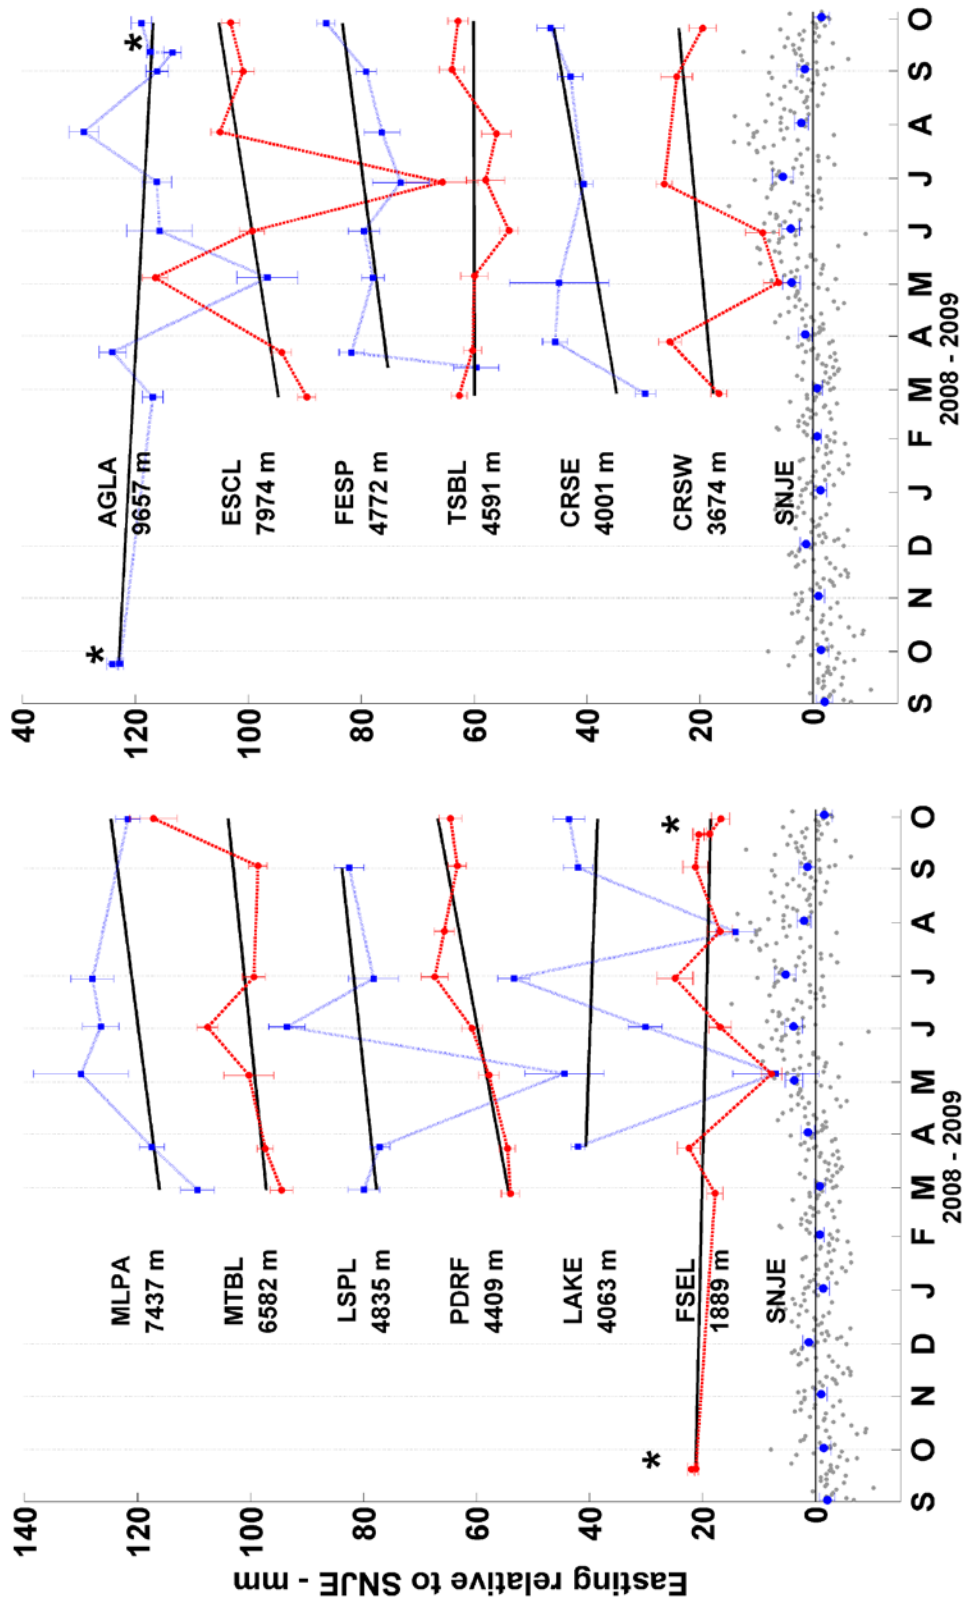 Easting relative to SNJE - mm
140
120
100
80
60
40
20
0
MLPA
7437 m
MTBL
6582 m
LSPL
4835 m
PDRF
4409 m
LAKE
40063 m
FSEL
1889 m
SNJE
*
*
S O N D J F M A M J J A S O
2008 - 2009
40
120
100
80
60
40
20
0
AGLA
9657 m
ESCL
7974 m
FESP
4772 m
TSBL
4591 m
CRSE
4001 m
CRSW
3674 m
SNJE
*
*
S O N D J F M A M J J A S O
2008 - 2009